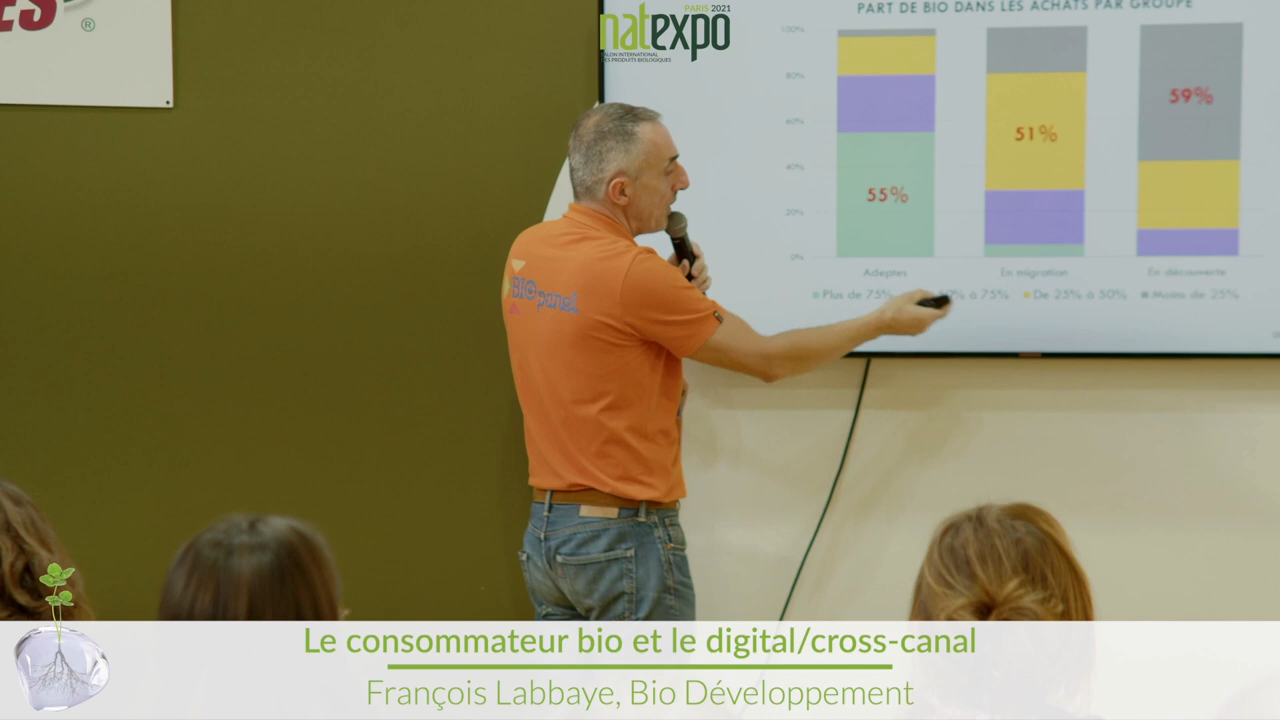 ES
®
PARIS 2021
natexpo
SALON INTERNATIONAL
DES PRODUITS BIOLOGIQUES
PART DE BIO DANS LES ACHATS PAR GROUPE
100%
80%
60%
40%
20%
0%
55%
51%
59%
Adeptes
En migration
En découverte
Plus de 75%
% à 75%
De 25% à 50%
Moins de 25%
BIO panel
Le consommateur bio et le digital/cross-canal
François Labbaye, Bio Développement